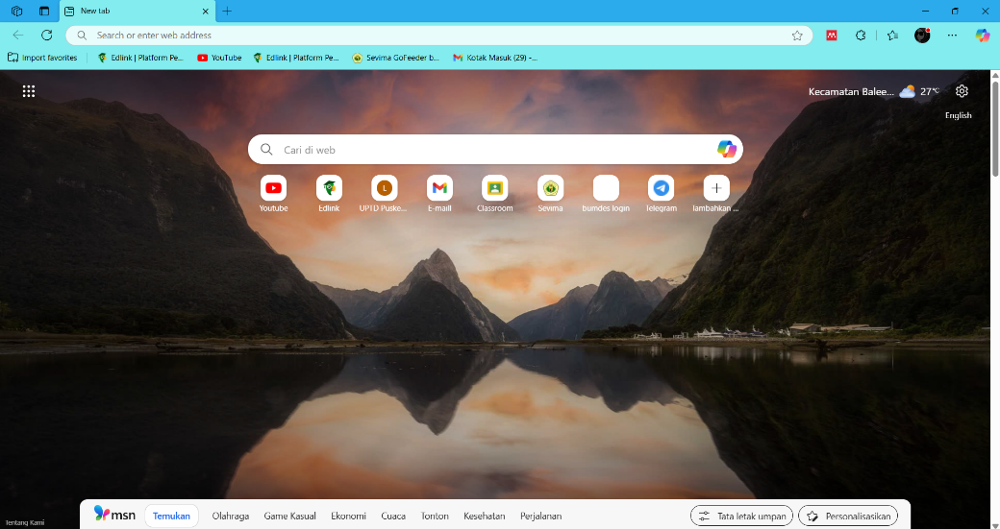 New tab
Search or enter web address
Import favorites
Edlink | Platform Pe...
YouTube
Edlink | Platform Pe...
Sevima GoFeeder b...
Kotak Masuk (29) -...
Kecamatan Balee...
27°C
English
Cari di web
Youtube
Edlink
UPTD Puske...
E-maill
Classroom
Sevima
bumdes login
Telegram
Tambahkan ...
msn
Temukan
Olahraga
Game Kasual
Ekonomi
Cuaca
Tonton
Kesehatan
Perjalanan
Tata letak umpan
Personalisasikan
Tentang Kami